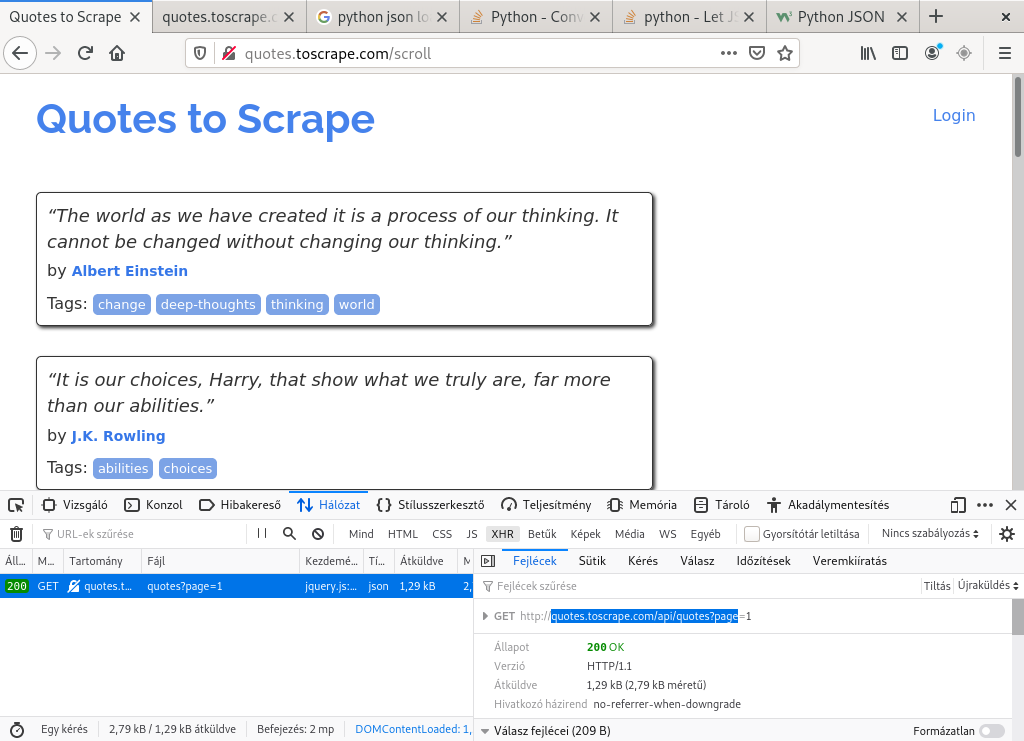 Quotes to Scrape
quotes.toscrape.c
python json lo
Python - Conv
python - Let JS
Python JSON
quotes.toscrape.com/scroll
Quotes to Scrape
Login
“The world as we have created it is a process of our thinking. It
cannot be changed without changing our thinking.”
by Albert Einstein
Tags: change deep-thoughts thinking world
“It is our choices, Harry, that show what we truly are, far more
than our abilities.”
by J.K. Rowling
Tags: abilities choices
Vizsgáló Konzol Hibakereső Hálózat Stílusszerkesztő Teljesítmény Memória Tároló Akadálymentesítés
URL-ek szűrése Mind HTML CSS JS XHR Betűk Képek Média WS Egyéb Gyorsítótár letiltása Nincs szabályozás
Áll... M... Tartomány Fájl Kezdemé... Tí... Átküldve M
200 GET quotes.t... quotes?page=1 jquery.js:... json 1,29 kB 2,
Fejlécek Sütik Kérés Válasz Időzítések Veremkiíratás
Fejlécek szűrése Tiltás Újraküldés
GET http://quotes.toscrape.com/api/quotes?page=1
Állapot 200 OK
Verzió HTTP/1.1
Átküldve 1,29 kB (2,79 kB méretű)
Hivatkozó házirend no-referrer-when-downgrade
Válasz fejlécei (209 B) Formázatlan
Egy kérés 2,79 kB / 1,29 kB átküldve Befejezés: 2 mp DOMContentLoaded: 1,